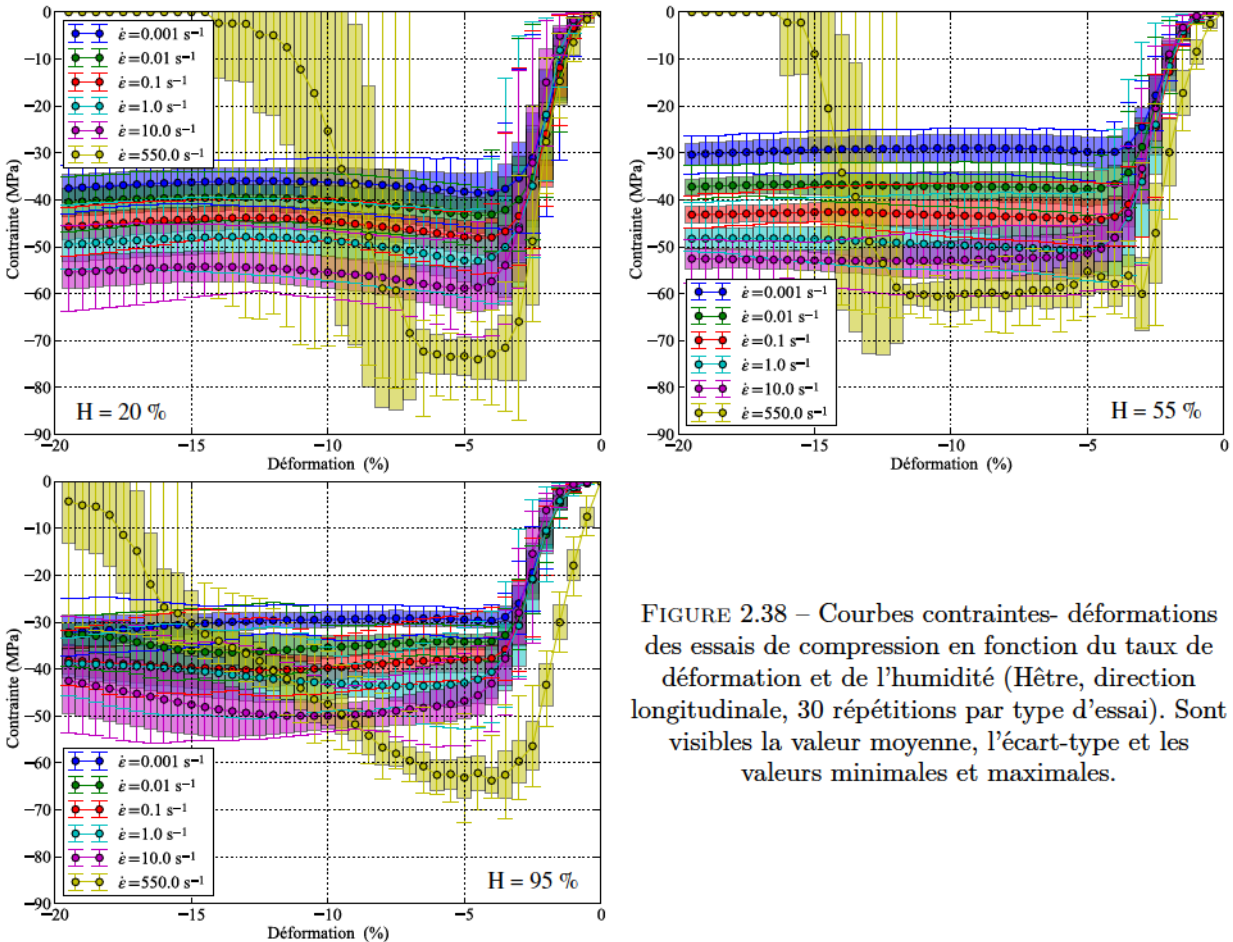 0
−10
−20
−30
−40
−50
−60
−70
−80
−90
Contrainte (MPa)
ε̇=0.001 s⁻¹
ε̇=0.01 s⁻¹
ε̇=0.1 s⁻¹
ε̇=1.0 s⁻¹
ε̇=10.0 s⁻¹
ε̇=550.0 s⁻¹
H = 20 %
−20 −15 −10 −5 0
Déformation (%)
0
−10
−20
−30
−40
−50
−60
−70
−80
−90
Contrainte (MPa)
ε̇=0.001 s⁻¹
ε̇=0.01 s⁻¹
ε̇=0.1 s⁻¹
ε̇=1.0 s⁻¹
ε̇=10.0 s⁻¹
ε̇=550.0 s⁻¹
H = 55 %
−20 −15 −10 −5 0
Déformation (%)
0
−10
−20
−30
−40
−50
−60
−70
−80
−90
Contrainte (MPa)
ε̇=0.001 s⁻¹
ε̇=0.01 s⁻¹
ε̇=0.1 s⁻¹
ε̇=1.0 s⁻¹
ε̇=10.0 s⁻¹
ε̇=550.0 s⁻¹
H = 95 %
−20 −15 −10 −5 0
Déformation (%)
FIGURE 2.38 – Courbes contraintes- déformations
des essais de compression en fonction du taux de
déformation et de l'humidité (Hêtre, direction
longitudinale, 30 répétitions par type d'essai). Sont
visibles la valeur moyenne, l'écart-type et les
valeurs minimales et maximales.